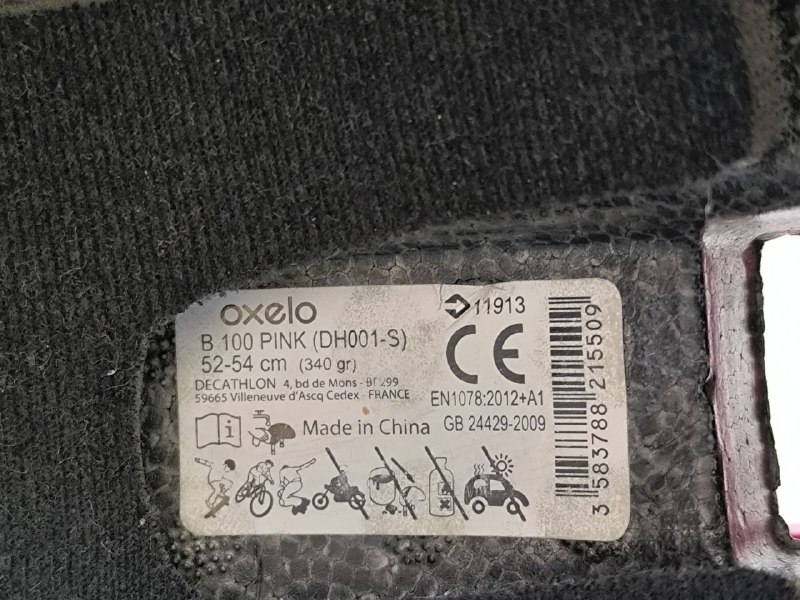 oxelo
B 100 PINK (DH001-S)
52-54 cm (340 gr)
DECATHLON 4, bd de Mons - 299
59665 Villeneuve d'Ascq Cedex - FRANCE
Made in China
11913
CE
EN1078:2012+A1
GB 24429-2009
3 583788 215509